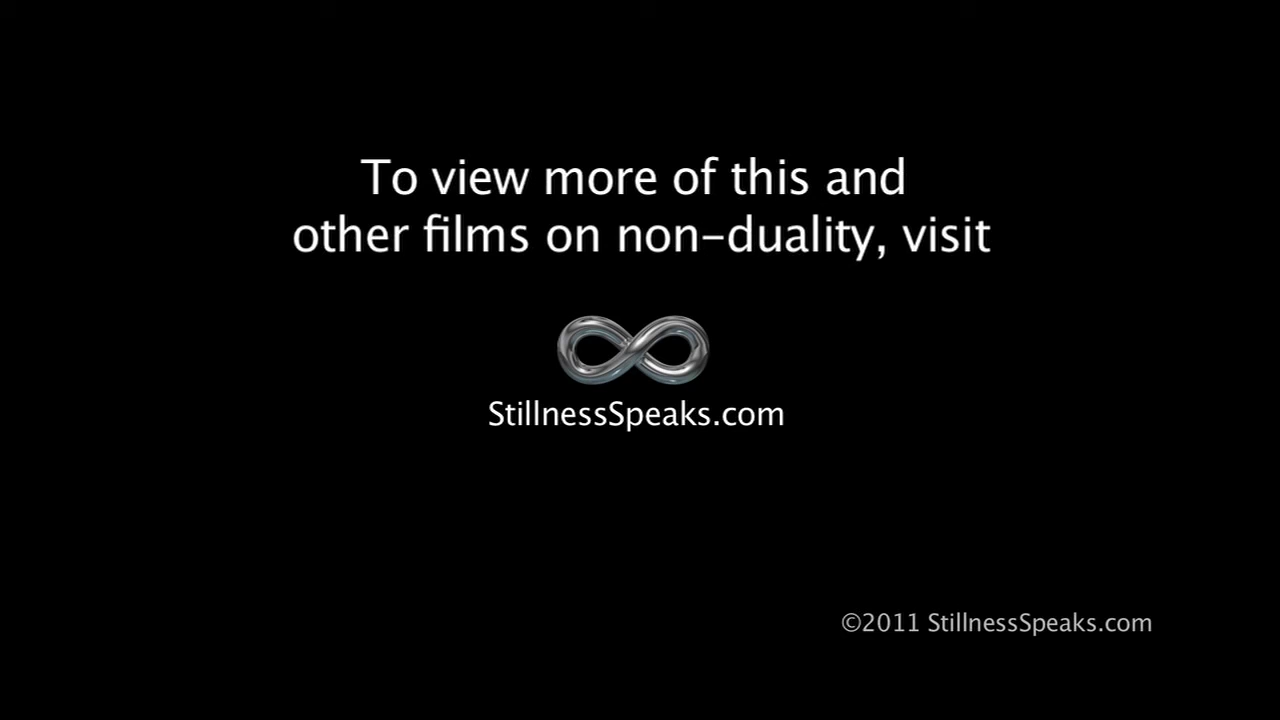 To view more of this and
other films on non-duality, visit
StillnessSpeaks.com
©2011 StillnessSpeaks.com